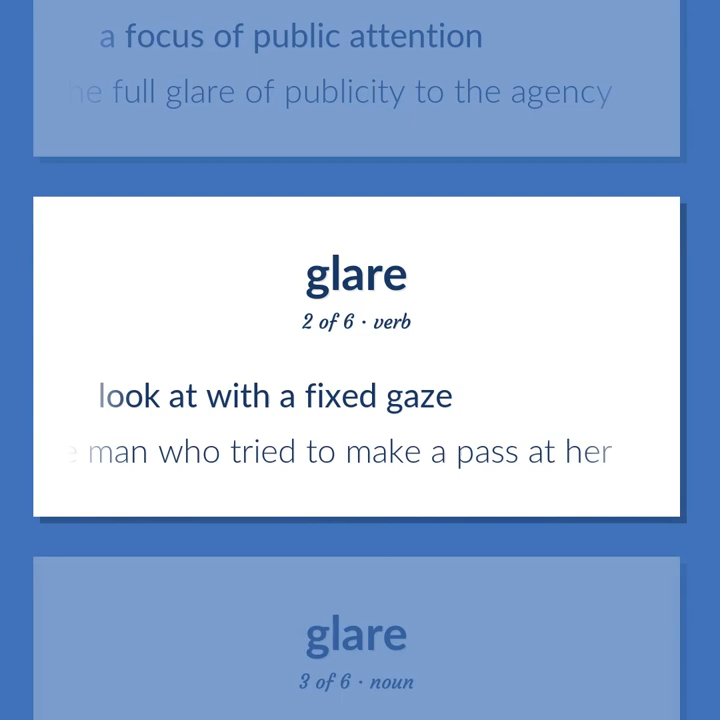 a focus of public attention
he full glare of publicity to the agency
glare
2 of 6 · verb
look at with a fixed gaze
e man who tried to make a pass at her
glare
3 of 6 · noun